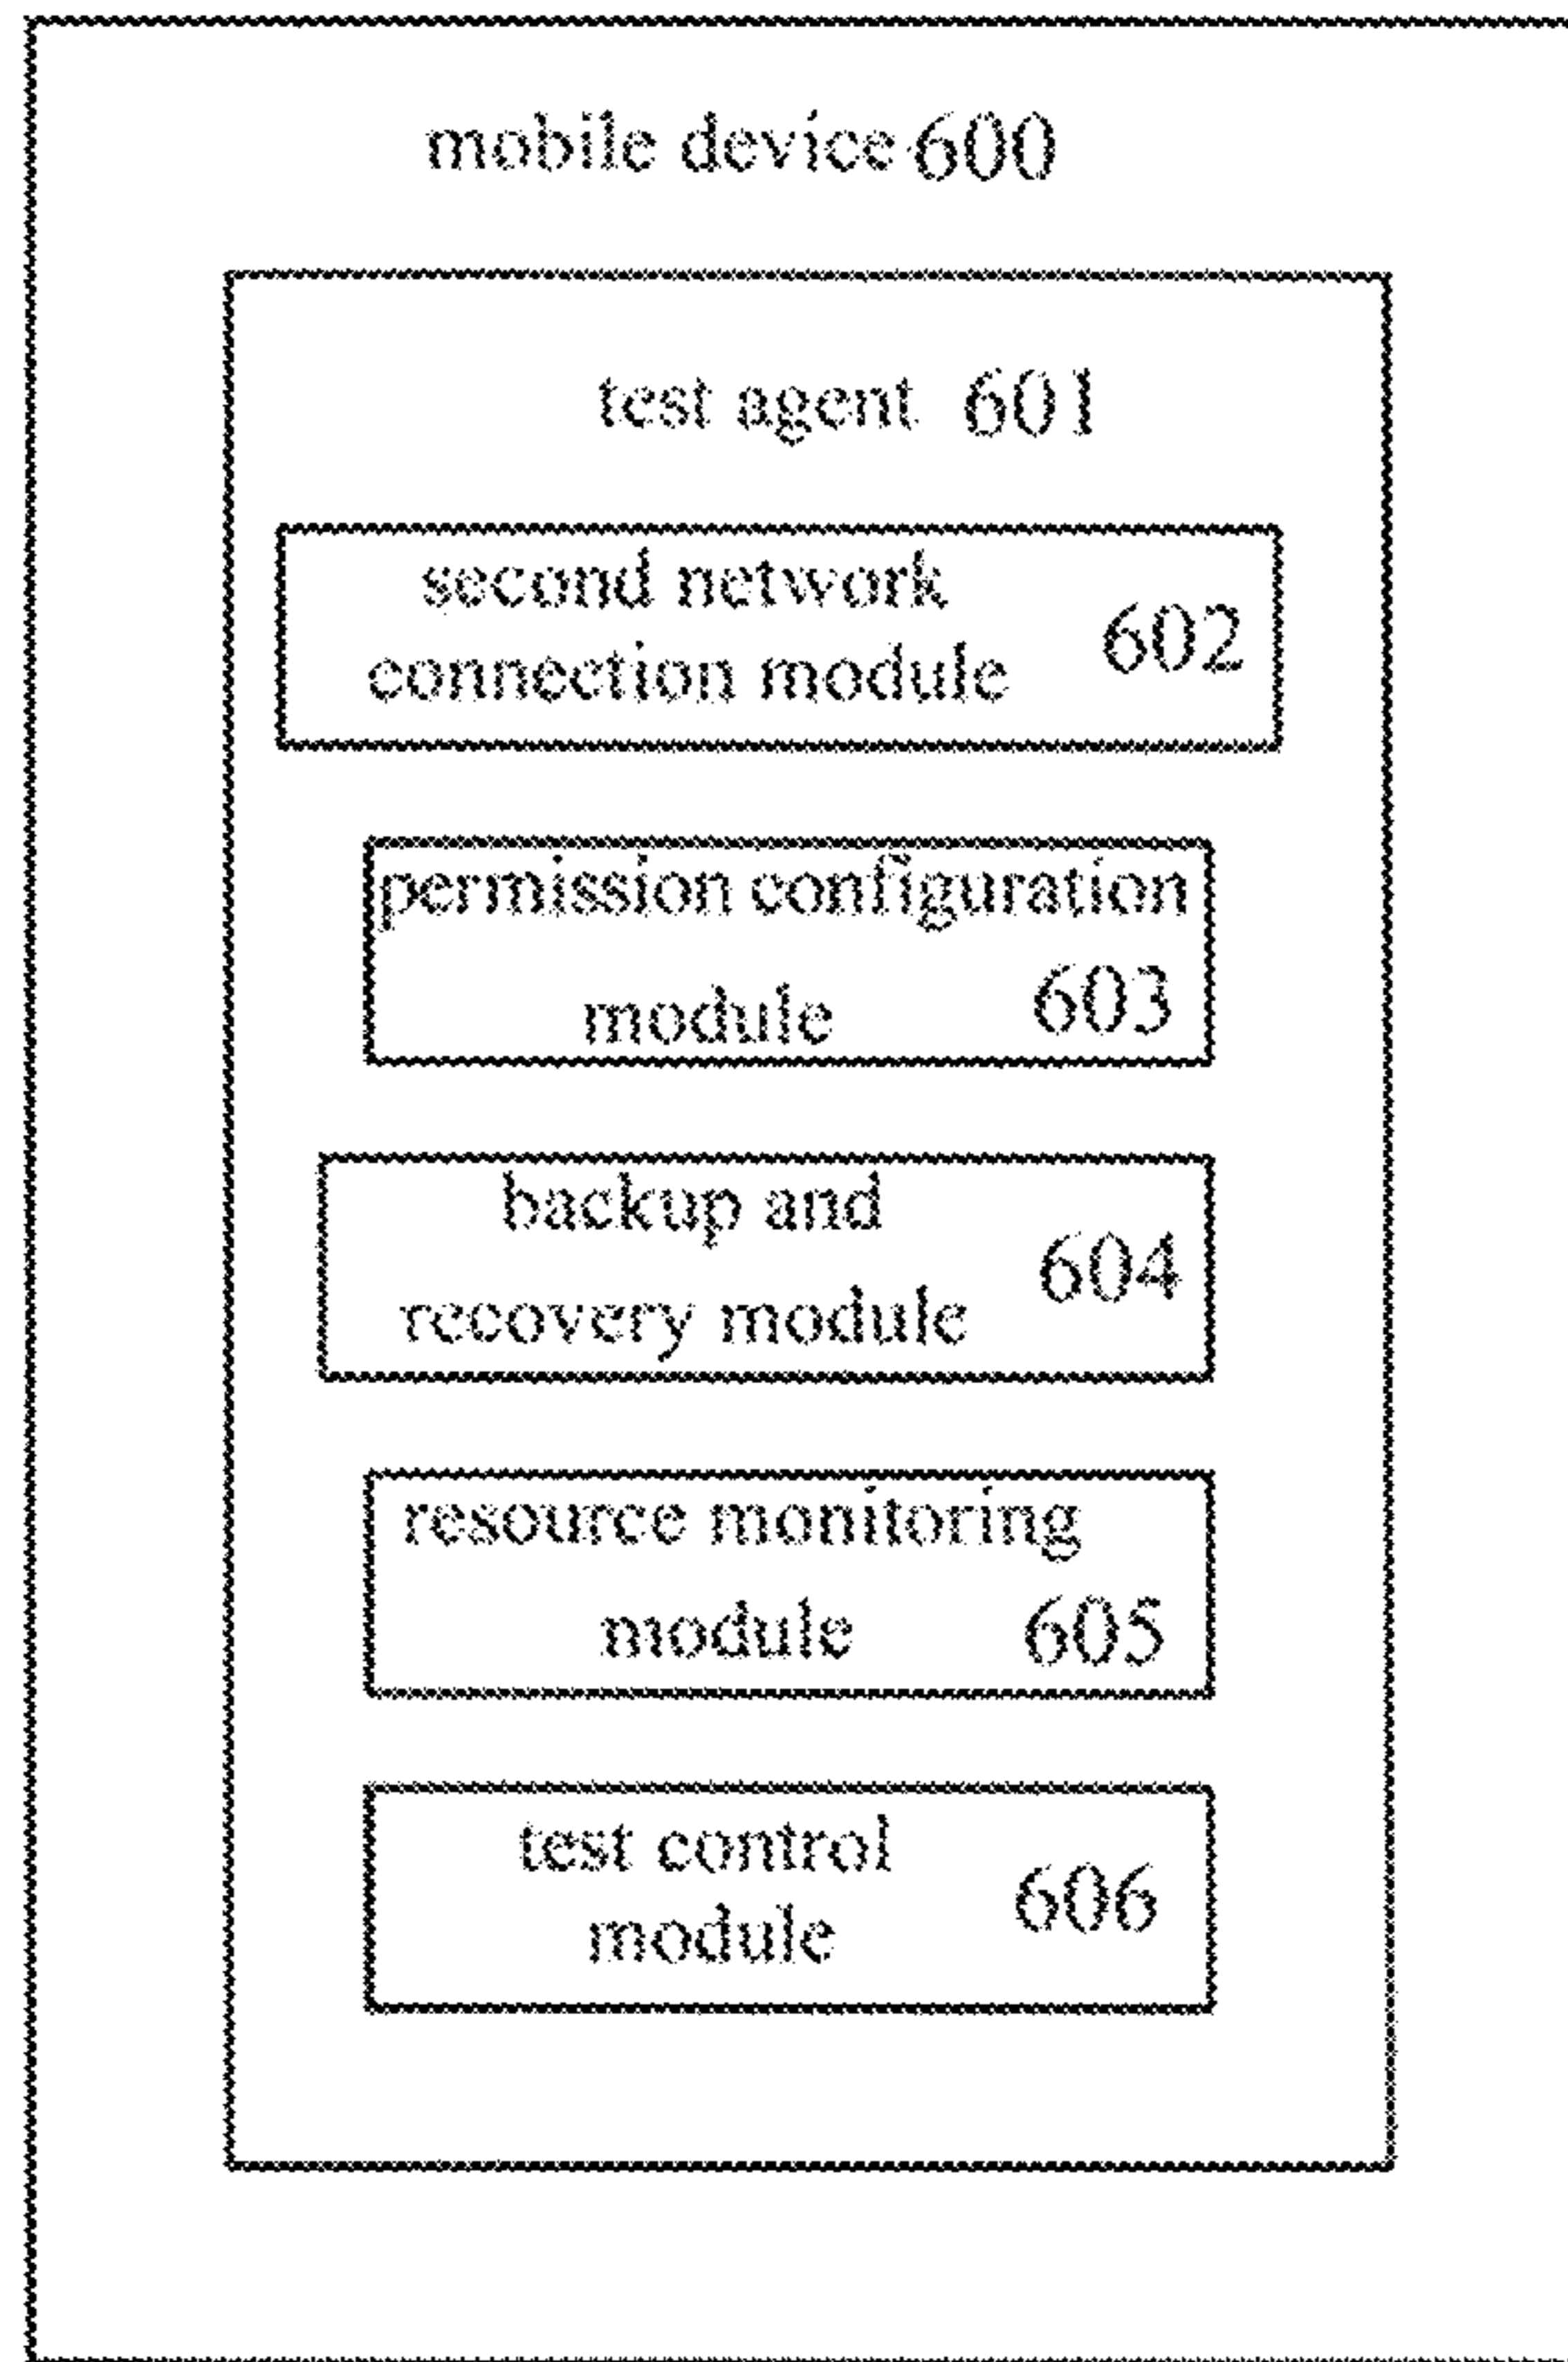 mobile device 600
test agent 601
second network
connection module 602
permission configuration
module 603
backup and
recovery module 604
resource monitoring
module 605
test control
module 606